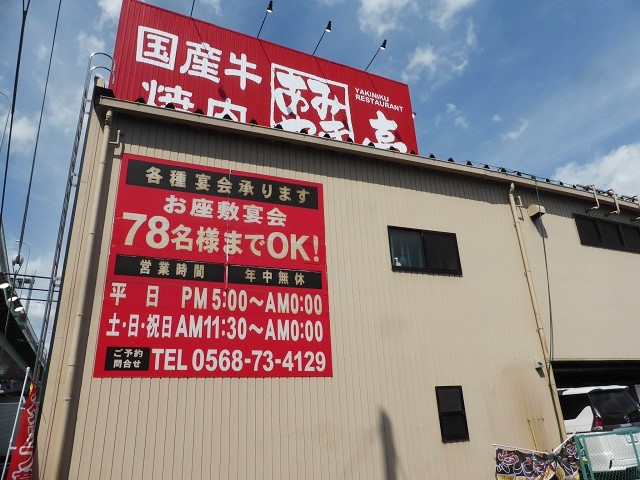 国産牛
焼肉
あみ
YAKINIKU
RESTAURANT
亭
各種宴会承ります
お座敷宴会
78名様までOK!
営業時間 年中無休
平日 PM5:00〜AM0:00
土・日・祝日AM11:30〜AM0:00
ご予約
問合せ
TEL 0568-73-4129